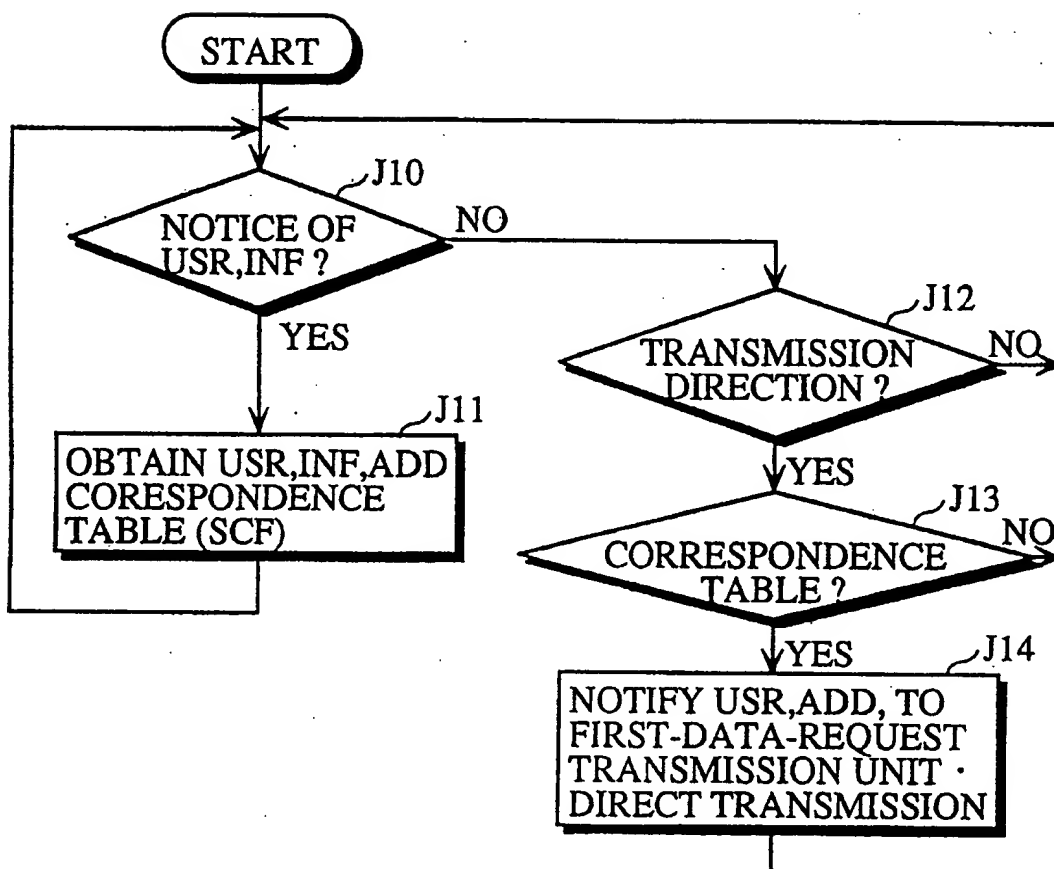 START
J10
NOTICE OF
USR,INF ?
NO
YES
J11
OBTAIN USR,INF,ADD
CORESPONDENCE
TABLE (SCF)
J12
TRANSMISSION
DIRECTION ?
NO
YES
J13
CORRESPONDENCE
TABLE ?
NO
YES
J14
NOTIFY USR,ADD, TO
FIRST-DATA-REQUEST
TRANSMISSION UNIT ·
DIRECT TRANSMISSION